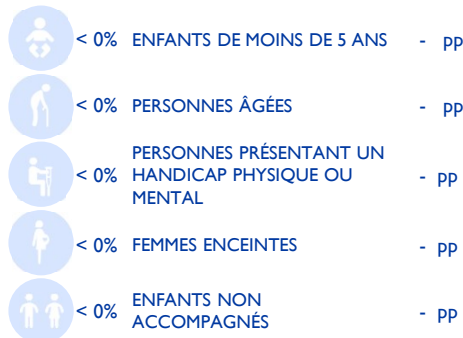 < 0% ENFANTS DE MOINS DE 5 ANS - pp
< 0% PERSONNES ÂGÉES - pp
PERSONNES PRÉSENTANT UN
< 0% HANDICAP PHYSIQUE OU - pp
MENTAL
< 0% FEMMES ENCEINTES - pp
ENFANTS NON
< 0% ACCOMPAGNÉS - pp